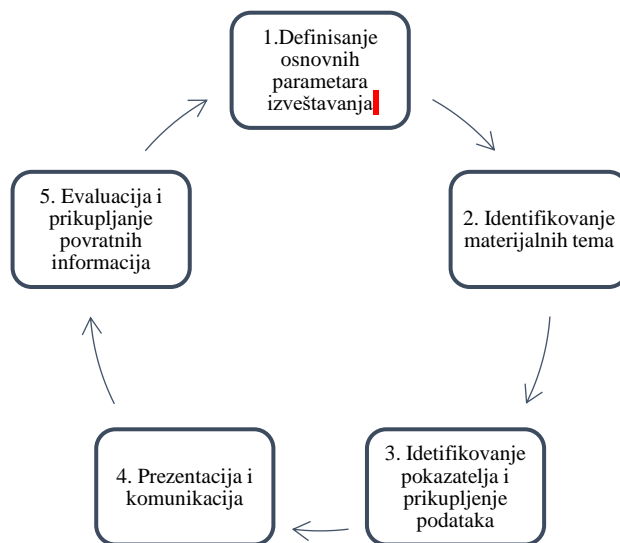 1.Definisanje
osnovnih
parametara
izveštavanja
2. Identifikovanje
materijalnih tema
3. Idetifikovanje
pokazatelja i
prikupljenje
podataka
4. Prezentacija i
komunikacija
5. Evaluacija i
prikupljanje
povratnih
informacija